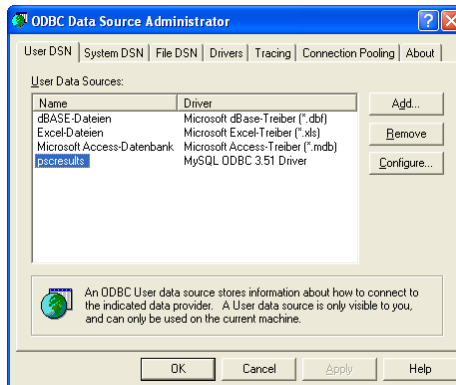 ODBC Data Source Administrator
User DSN System DSN File DSN Drivers Tracing Connection Pooling About
User Data Sources:
Name Driver
dBASE-Dateien Microsoft dBase-Treiber (*.dbf)
Excel-Dateien Microsoft Excel-Treiber (*.xls)
Microsoft Access-Datenbank Microsoft Access-Treiber (*.mdb)
pscresults MySQL ODBC 3.51 Driver
Add...
Remove
Configure...
An ODBC User data source stores information about how to connect to
the indicated data provider. A User data source is only visible to you,
and can only be used on the current machine.
OK Cancel Apply Help